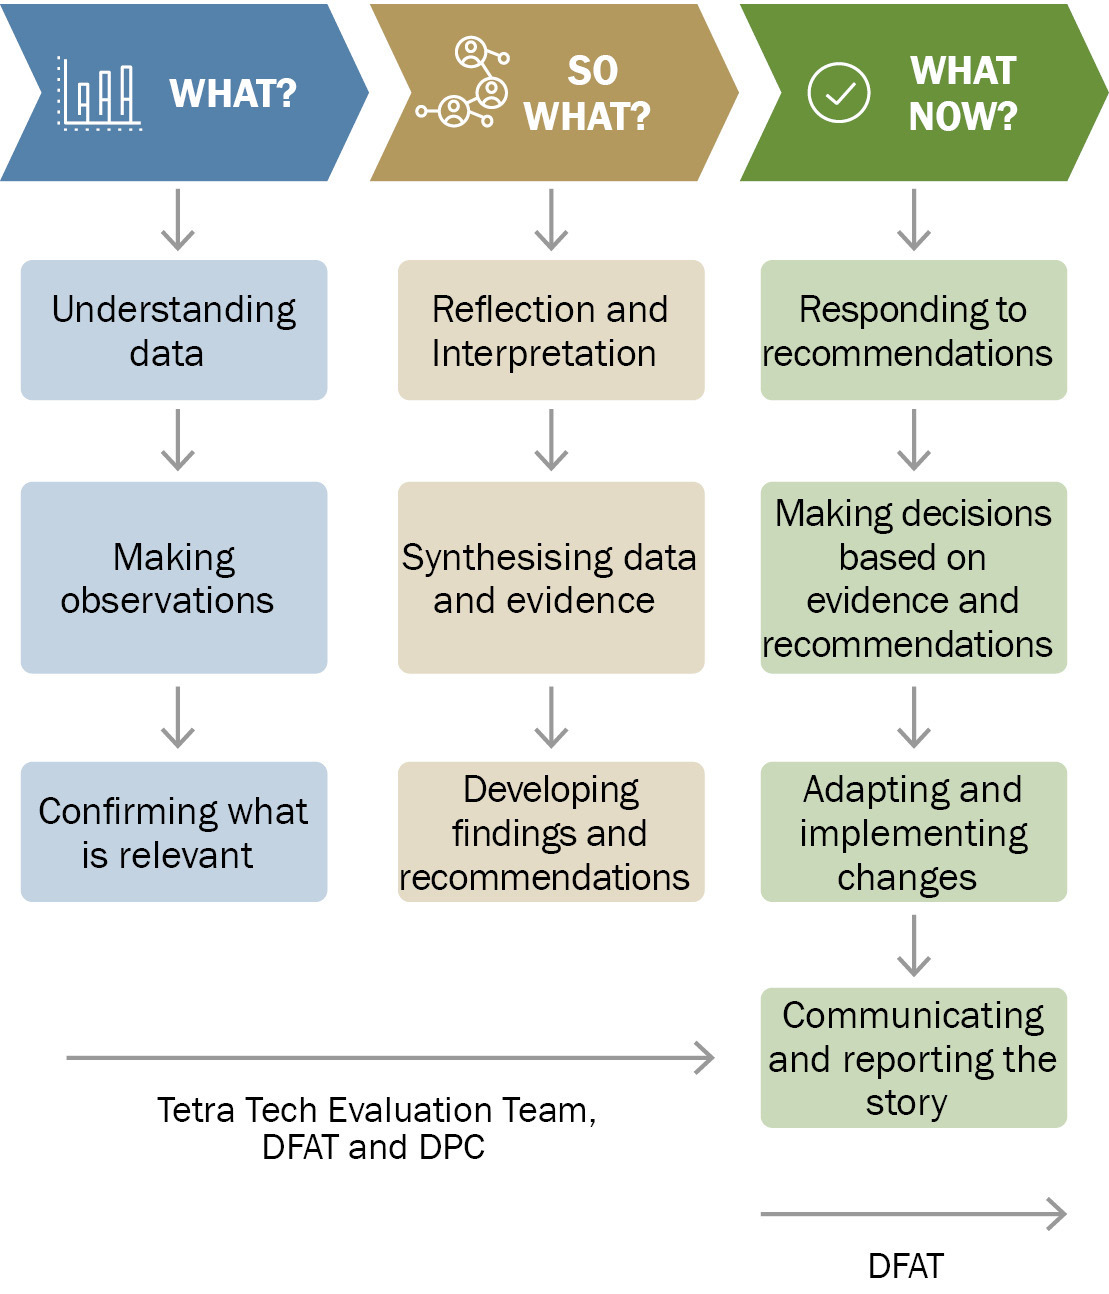 WHAT?
SO
WHAT?
WHAT
NOW?
Understanding
data
Making
observations
Confirming what
is relevant
Reflection and
Interpretation
Synthesising data
and evidence
Developing
findings and
recommendations
Responding to
recommendations
Making decisions
based on
evidence and
recommendations
Adapting and
implementing
changes
Communicating
and reporting the
story
Tetra Tech Evaluation Team,
DFAT and DPC
DFAT